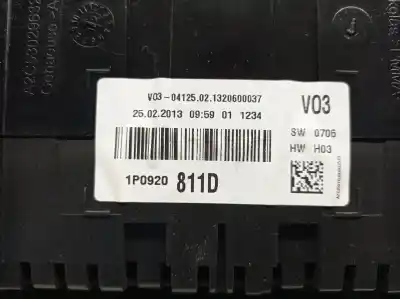 V03-04125.02.1320600037
25.02.2013 09:59 01 1234
V03
SW 0706
HW H03
1P0920 811D